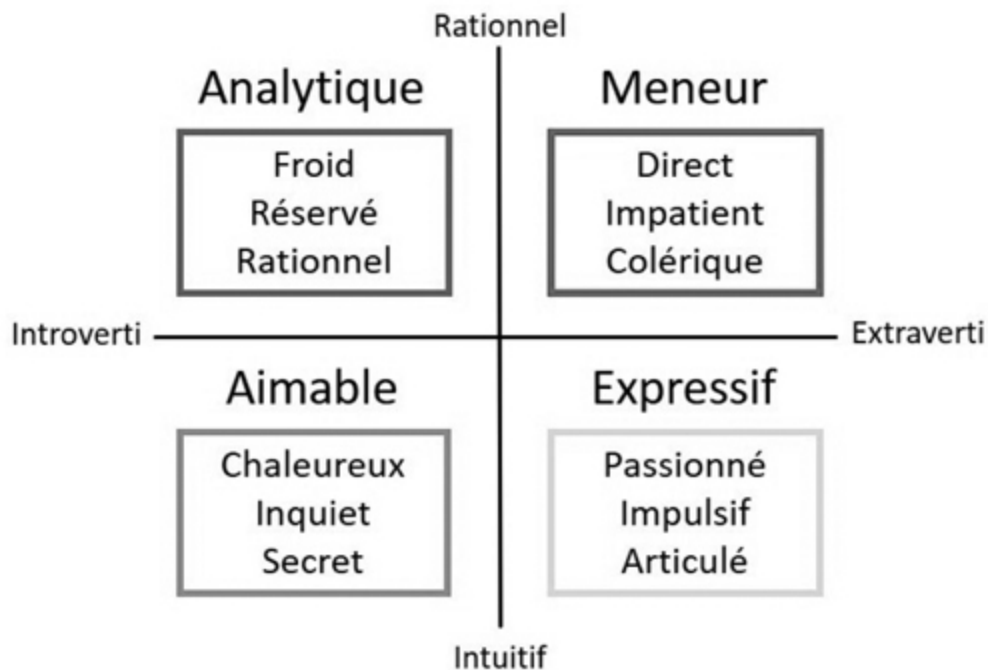 Rationnel
Analytique
Froid
Réservé
Rationnel
Meneur
Direct
Impatient
Colérique
Introverti
Extraverti
Aimable
Chaleureux
Inquiet
Secret
Expressif
Passionné
Impulsif
Articulé
Intuitif